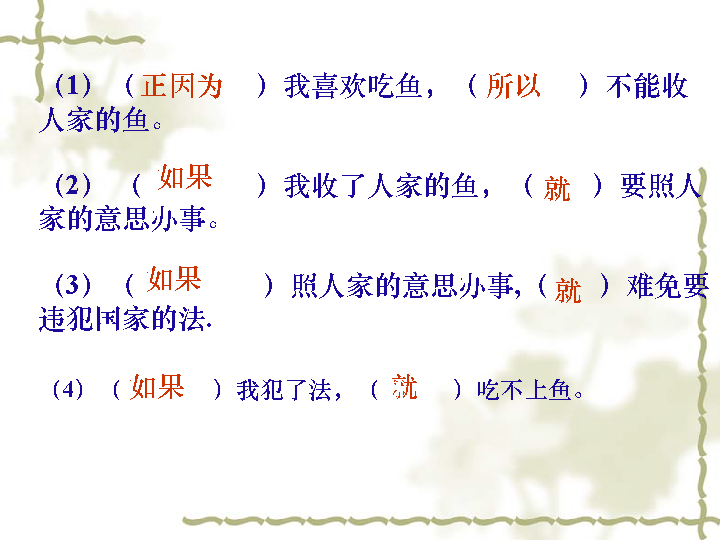 （1）（正因为 ）我喜欢吃鱼，（所以 ）不能收
人家的鱼。
（2）（如果 ）我收了人家的鱼，（就 ）要照人
家的意思办事。
（3）（如果 ）照人家的意思办事,（就 ）难免要
违犯国家的法.
（4）（如果 ）我犯了法，（就 ）吃不上鱼。